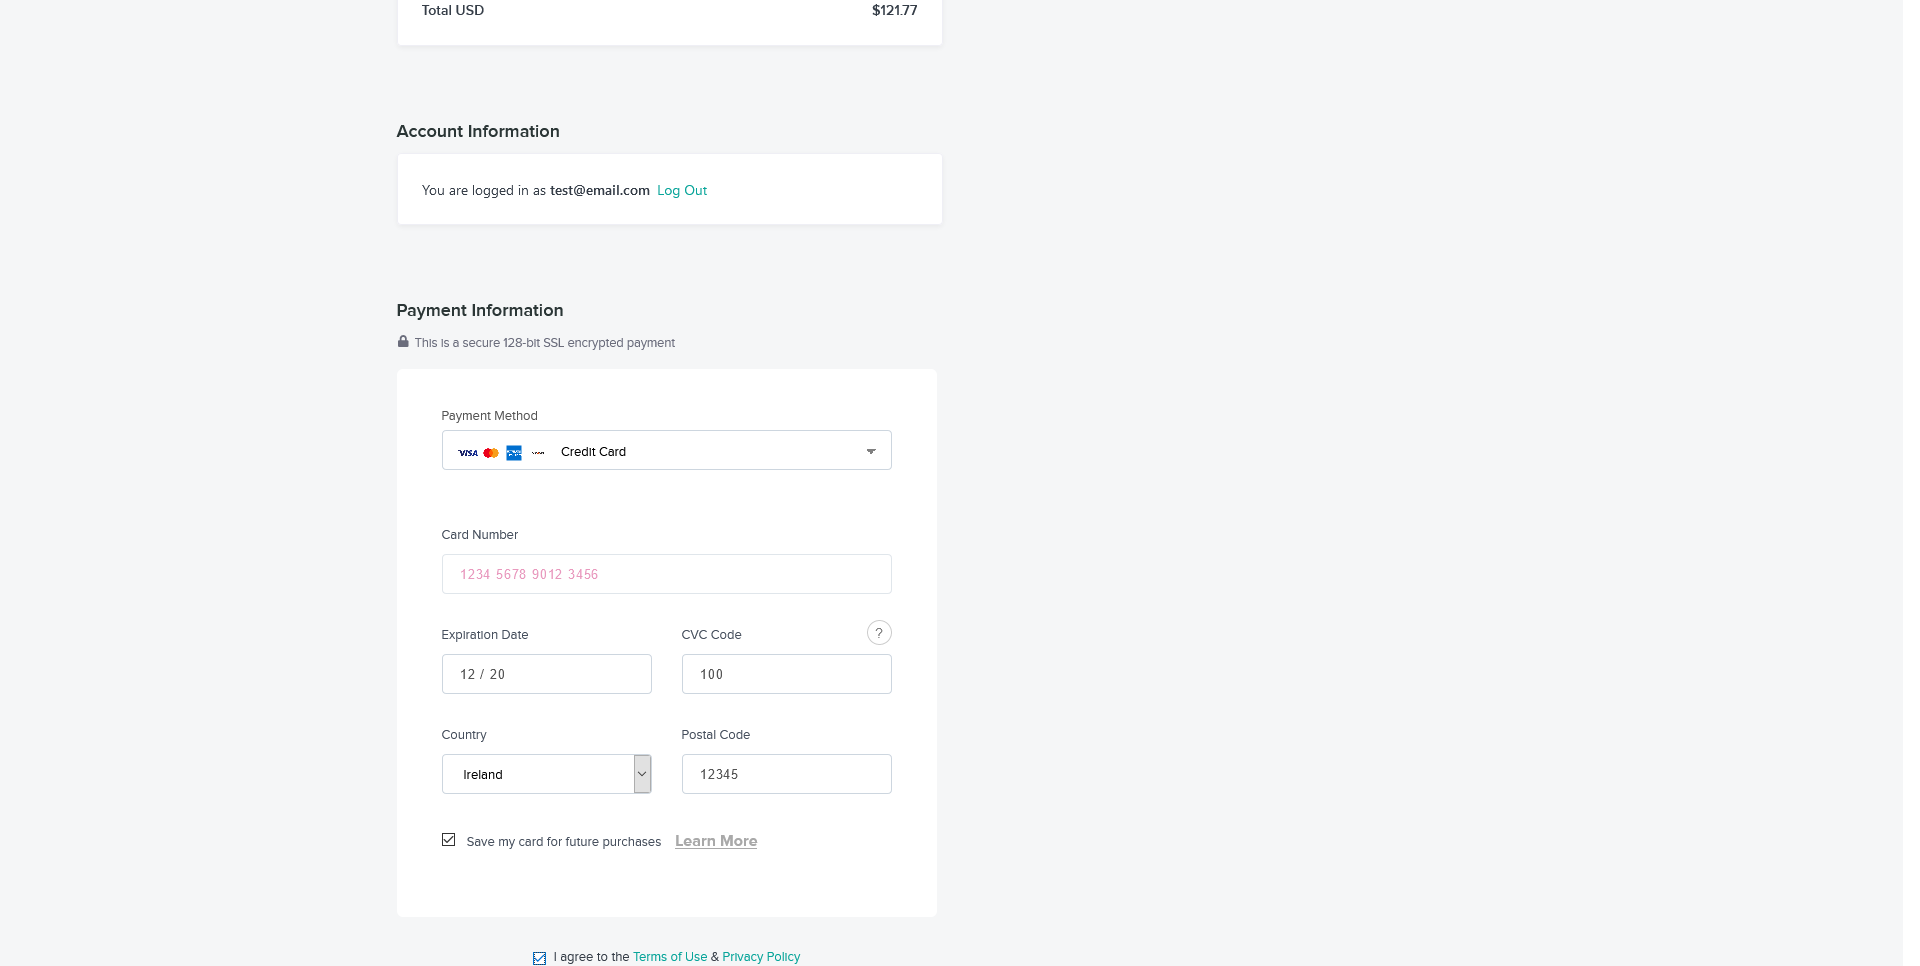 Total USD $121.77
Account Information
You are logged in as test@email.com Log Out
Payment Information
This is a secure 128-bit SSL encrypted payment
Payment Method
VISA Credit Card
Card Number
1234 5678 9012 3456
Expiration Date CVC Code ?
12 / 20 100
Country Postal Code
Ireland 12345
Save my card for future purchases Learn More
I agree to the Terms of Use & Privacy Policy